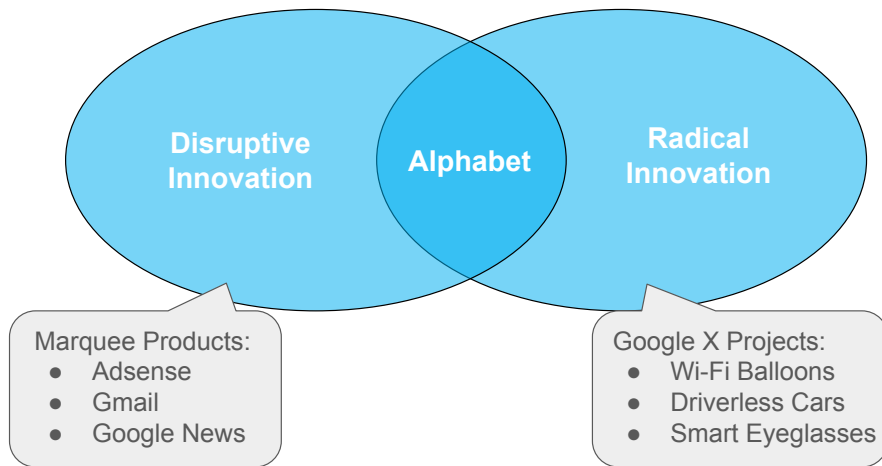 Disruptive
Innovation
Alphabet
Radical
Innovation
Marquee Products:
● Adsense
● Gmail
● Google News
Google X Projects:
● Wi-Fi Balloons
● Driverless Cars
● Smart Eyeglasses